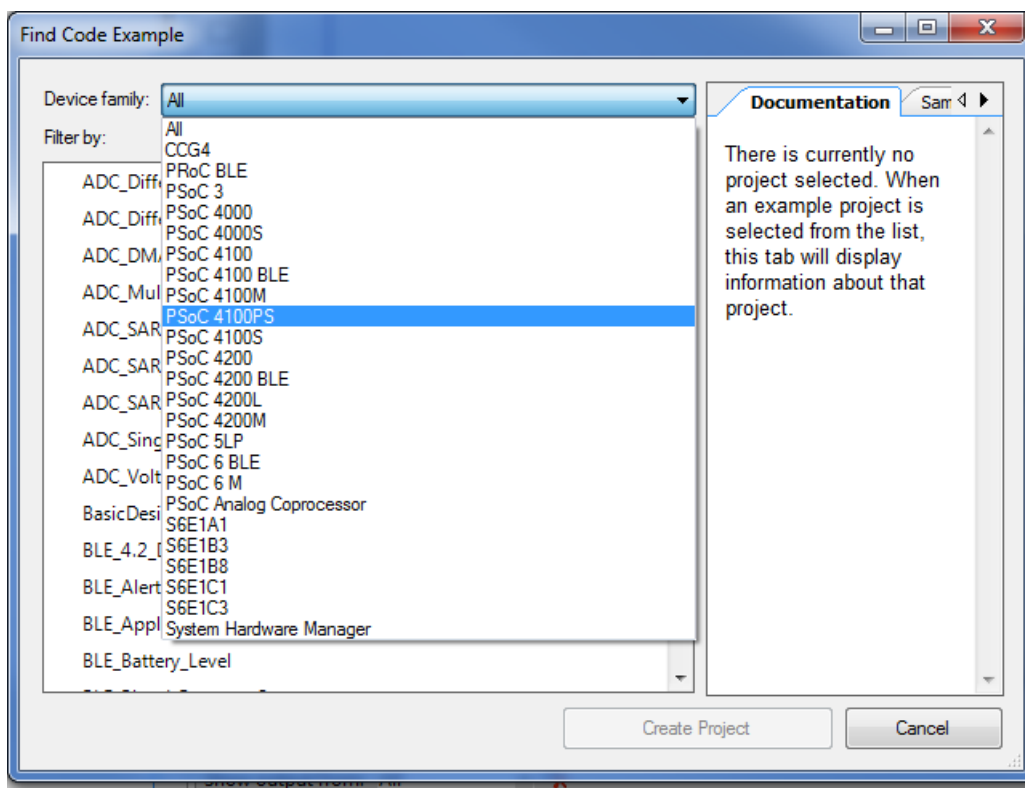 Find Code Example
Device family: All
Filter by:
All
CCG4
PRoC BLE
PSoC 3
PSoC 4000
PSoC 4000S
PSoC 4100
PSoC 4100 BLE
PSoC 4100M
PSoC 4100PS
PSoC 4100S
PSoC 4200
PSoC 4200 BLE
PSoC 4200L
PSoC 4200M
PSoC 5LP
PSoC 6 BLE
PSoC 6 M
PSoC Analog Coprocessor
S6E1A1
S6E1B3
S6E1B8
S6E1C1
S6E1C3
System Hardware Manager
ADC_Diff
ADC_Diff
ADC_DMA
ADC_Mul
ADC_SAR
ADC_SAR
ADC_SAR
ADC_Sing
ADC_Volt
BasicDesi
BLE_4.2_
BLE_Alert
BLE_Appl
BLE_Battery_Level
Documentation
Sam
There is currently no
project selected. When
an example project is
selected from the list,
this tab will display
information about that
project.
Create Project
Cancel